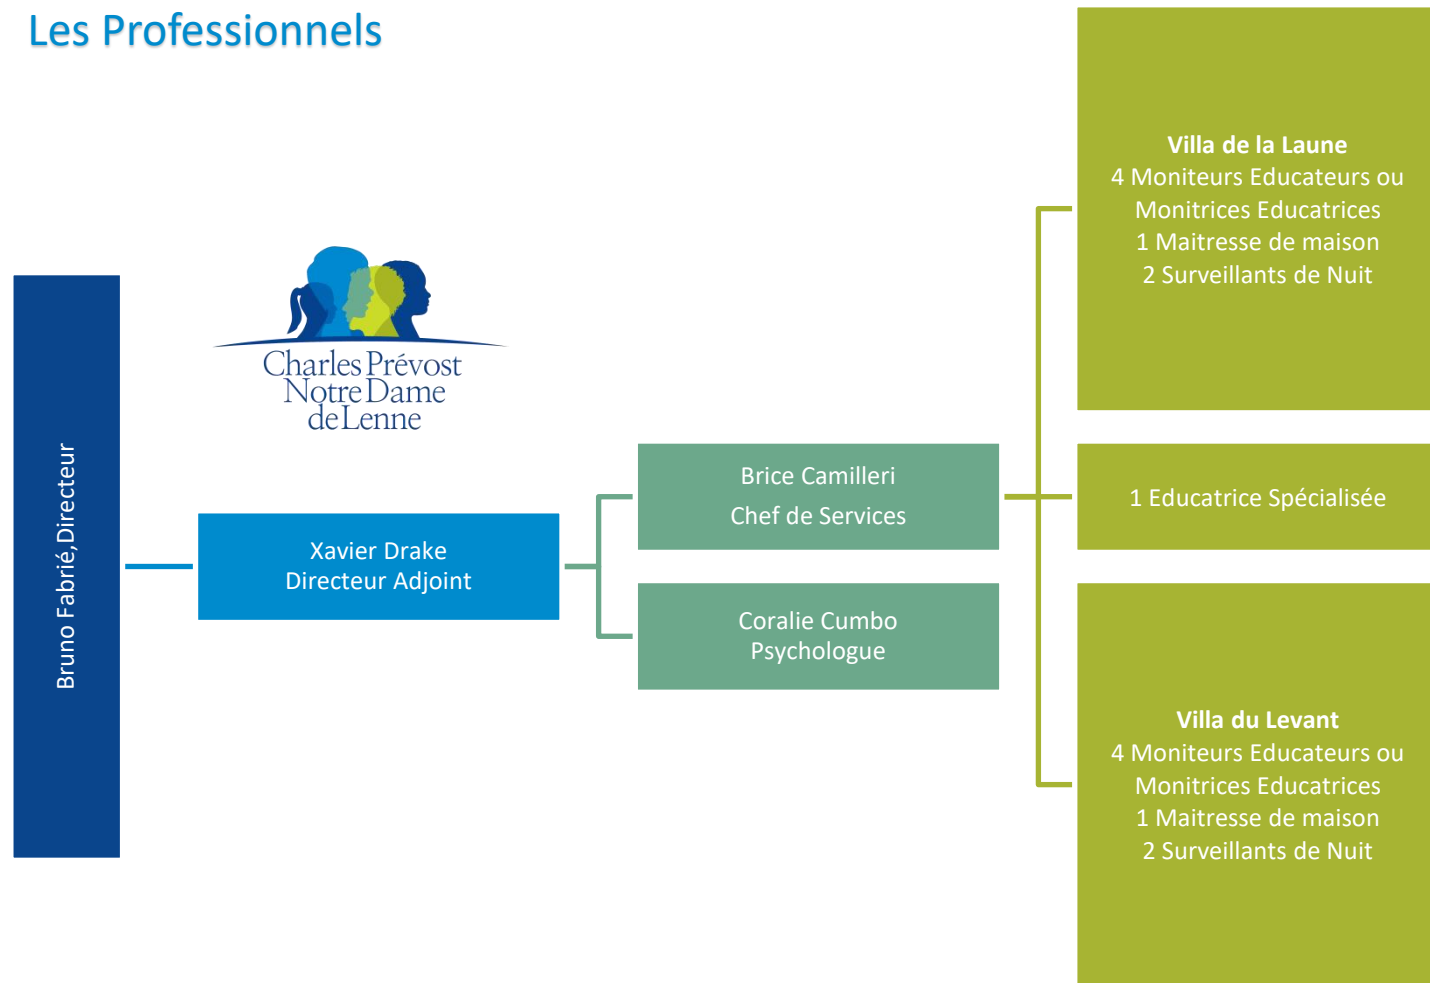 Les Professionnels
Charles Prévost
Notre Dame
de Lenne
Bruno Fabrié,Directeur
Xavier Drake
Directeur Adjoint
Brice Camilleri
Chef de Services
Coralie Cumbo
Psychologue
Villa de la Laune
4 Moniteurs Educateurs ou
Monitrices Educatrices
1 Maitresse de maison
2 Surveillants de Nuit
1 Educatrice Spécialisée
Villa du Levant
4 Moniteurs Educateurs ou
Monitrices Educatrices
1 Maitresse de maison
2 Surveillants de Nuit